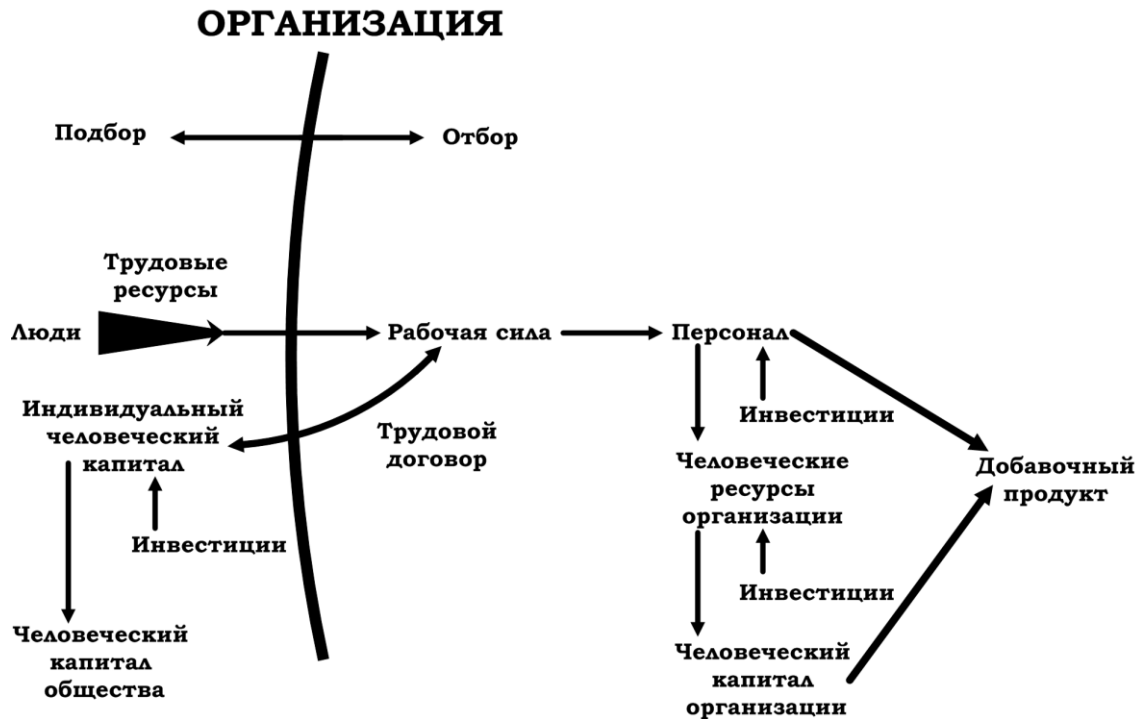 ОРГАНИЗАЦИЯ
Подбор
Отбор
Трудовые
ресурсы
Люди
Рабочая сила
Персонал
Индивидуальный
человеческий
капитал
Трудовой
договор
Инвестиции
Человеческие
ресурсы
организации
Добавочный
продукт
Инвестиции
Инвестиции
Человеческий
капитал
общества
Человеческий
капитал
организации